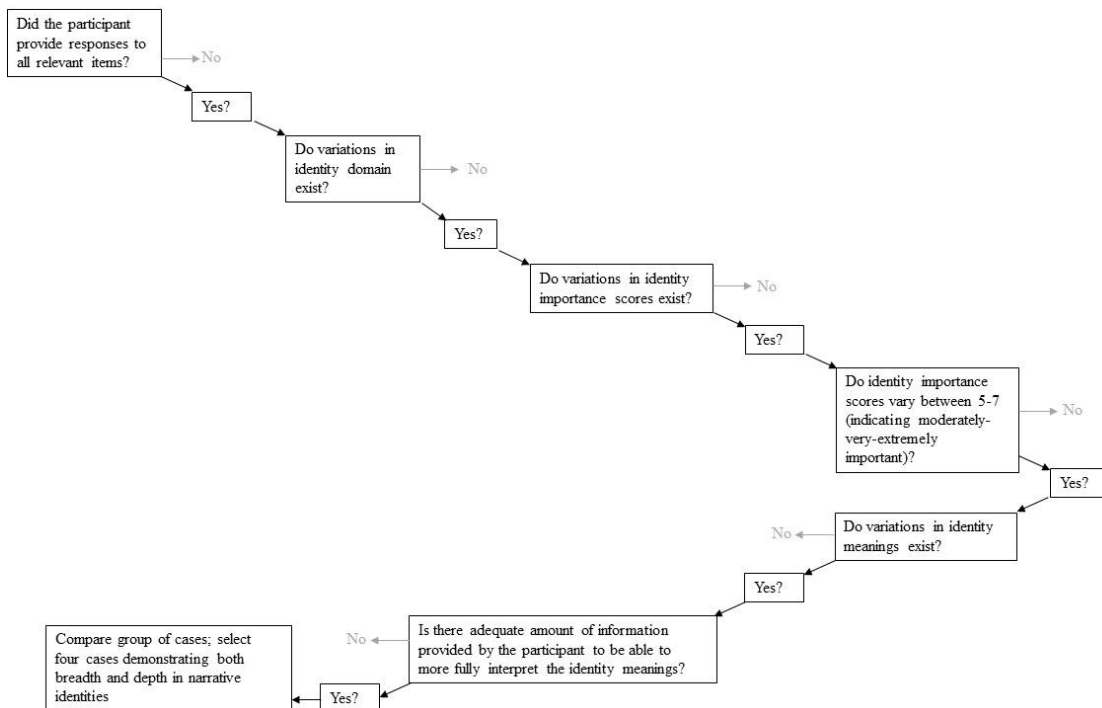 Did the participant
provide responses to
all relevant items?
No
Yes?
Do variations in
identity domain
exist?
No
Yes?
Do variations in identity
importance scores exist?
No
Yes?
Do identity importance
scores vary between 5-7
(indicating moderately-
very-extremely
important)?
No
Yes?
Do variations in identity
meanings exist?
No
Yes?
Is there adequate amount of information
provided by the participant to be able to
more fully interpret the identity meanings?
No
Yes?
Compare group of cases; select
four cases demonstrating both
breadth and depth in narrative
identities